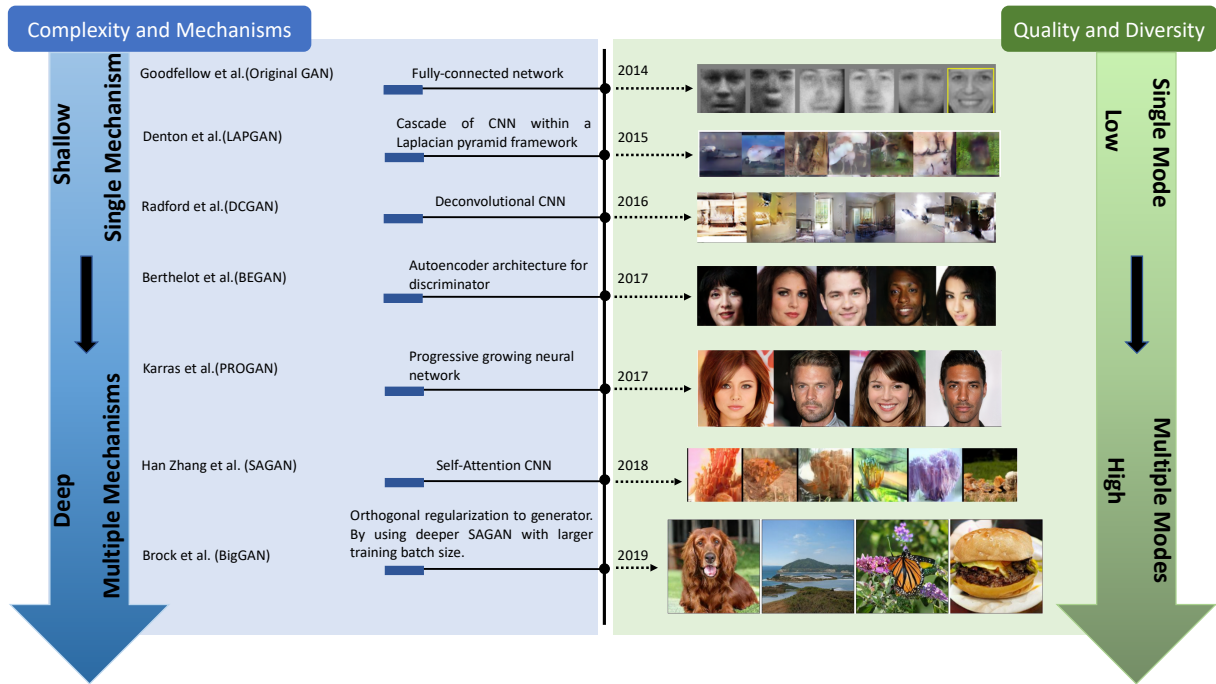 Complexity and Mechanisms
Quality and Diversity
Shallow
Single Mechanism
Deep
Multiple Mechanisms
Goodfellow et al.(Original GAN)
Fully-connected network
2014
Denton et al.(LAPGAN)
Cascade of CNN within a
Laplacian pyramid framework
2015
Radford et al.(DCGAN)
Deconvolutional CNN
2016
Berthelot et al.(BEGAN)
Autoencoder architecture for
discriminator
2017
Karras et al.(PROGAN)
Progressive growing neural
network
2017
Han Zhang et al. (SAGAN)
Self-Attention CNN
2018
Brock et al. (BigGAN)
Orthogonal regularization to generator.
By using deeper SAGAN with larger
training batch size.
2019
Low
Single Mode
High
Multiple Modes